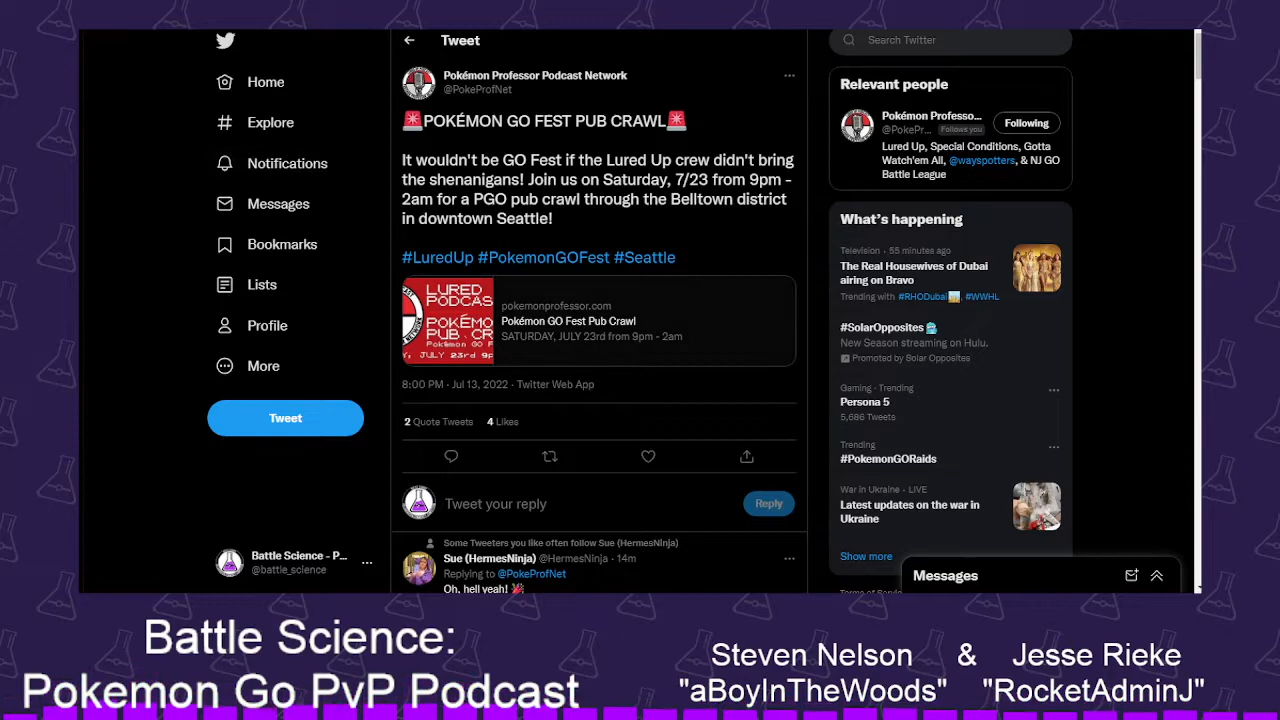 Home
Explore
Notifications
Messages
Bookmarks
Lists
Profile
More
Tweet
Battle Science - P...
@battle_science
Tweet
Pokémon Professor Podcast Network
@PokeProfNet
🚨POKÉMON GO FEST PUB CRAWL🚨
It wouldn't be GO Fest if the Lured Up crew didn't bring
the shenanigans! Join us on Saturday, 7/23 from 9pm -
2am for a PGO pub crawl through the Belltown district
in downtown Seattle!
#LuredUp #PokemonGOFest #Seattle
LURED
PODCAS
POKÉMO
PUB CR
Pokémon GO F
, JULY 23rd 9p
pokemonprofessor.com
Pokémon GO Fest Pub Crawl
SATURDAY, JULY 23rd from 9pm - 2am
8:00 PM · Jul 13, 2022 · Twitter Web App
2 Quote Tweets 4 Likes
Tweet your reply
Reply
Some Tweeters you like often follow Sue (HermesNinja)
Sue (HermesNinja) @HermesNinja · 14m
Replying to @PokeProfNet
Oh, hell yeah! 🎉
Search Twitter
Relevant people
Pokémon Professo...
@PokePr... Follows you
Following
Lured Up, Special Conditions, Gotta
Watch'em All, @wayspotters, & NJ GO
Battle League
What's happening
Television · 55 minutes ago
The Real Housewives of Dubai
airing on Bravo
Trending with #RHODubai, #WWHL
#SolarOpposites
New Season streaming on Hulu.
Promoted by Solar Opposites
Gaming · Trending
Persona 5
5,686 Tweets
Trending
#PokemonGORaids
War in Ukraine · LIVE
Latest updates on the war in
Ukraine
Show more
Messages
Battle Science:
Pokemon Go PvP Podcast
Steven Nelson & Jesse Rieke
"aBoyInTheWoods" "RocketAdminJ"